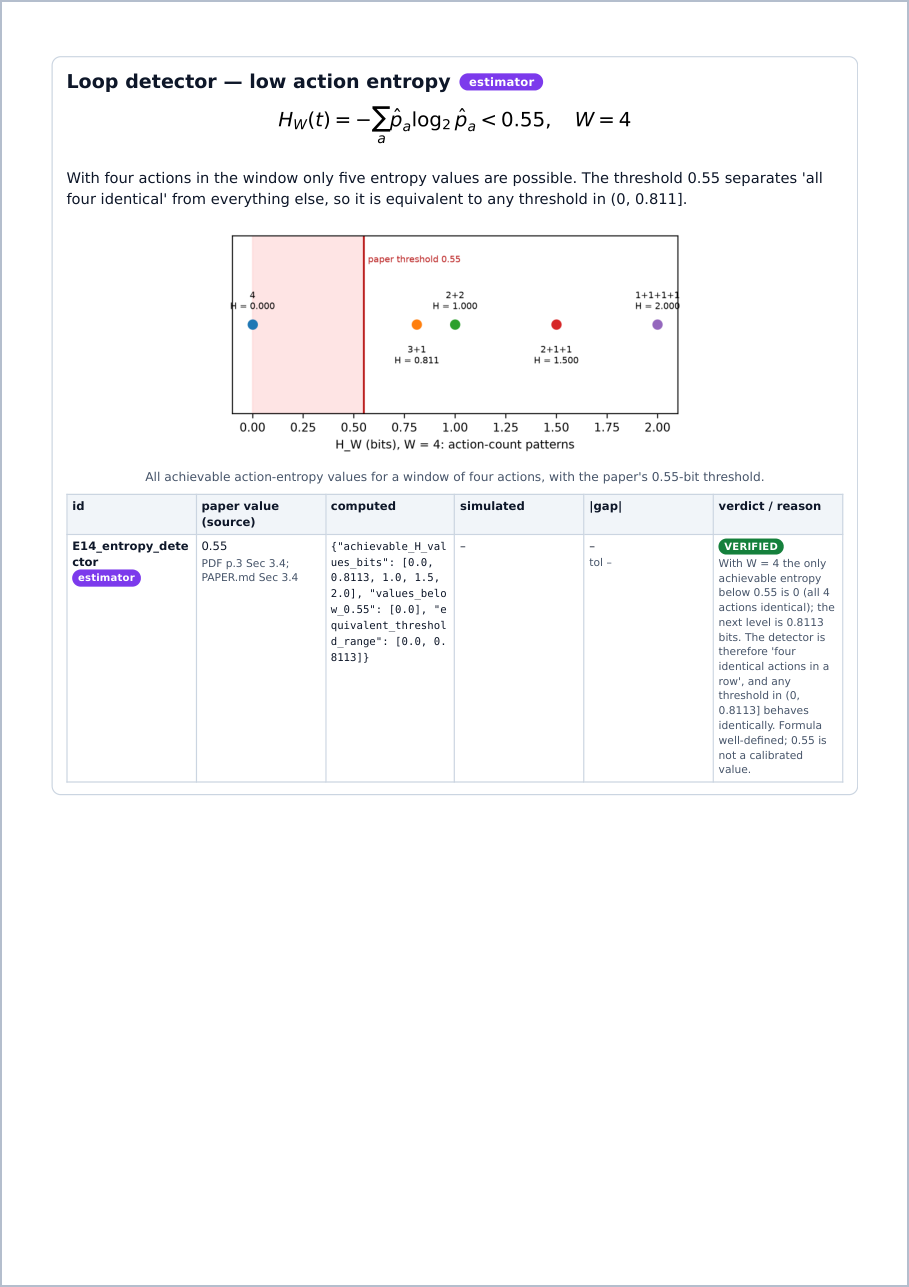 Loop detector — low action entropy estimator
H_W(t) = −∑_a p̂_a log₂ p̂_a < 0.55, W = 4
With four actions in the window only five entropy values are possible. The threshold 0.55 separates 'all
four identical' from everything else, so it is equivalent to any threshold in (0, 0.811].
paper threshold 0.55
4
H = 0.000
2+2
H = 1.000
1+1+1+1
H = 2.000
3+1
H = 0.811
2+1+1
H = 1.500
0.00 0.25 0.50 0.75 1.00 1.25 1.50 1.75 2.00
H_W (bits), W = 4: action-count patterns
All achievable action-entropy values for a window of four actions, with the paper's 0.55-bit threshold.
id
paper value
(source)
computed
simulated
|gap|
verdict / reason
E14_entropy_dete
ctor
estimator
0.55
PDF p.3 Sec 3.4;
PAPER.md Sec 3.4
{"achievable_H_val
ues_bits": [0.0,
0.8113, 1.0, 1.5,
2.0], "values_belo
w_0.55": [0.0], "e
quivalent_threshol
d_range": [0.0, 0.
8113]}
–
–
tol –
VERIFIED
With W = 4 the only
achievable entropy
below 0.55 is 0 (all 4
actions identical); the
next level is 0.8113
bits. The detector is
therefore 'four
identical actions in a
row', and any
threshold in (0,
0.8113] behaves
identically. Formula
well-defined; 0.55 is
not a calibrated
value.